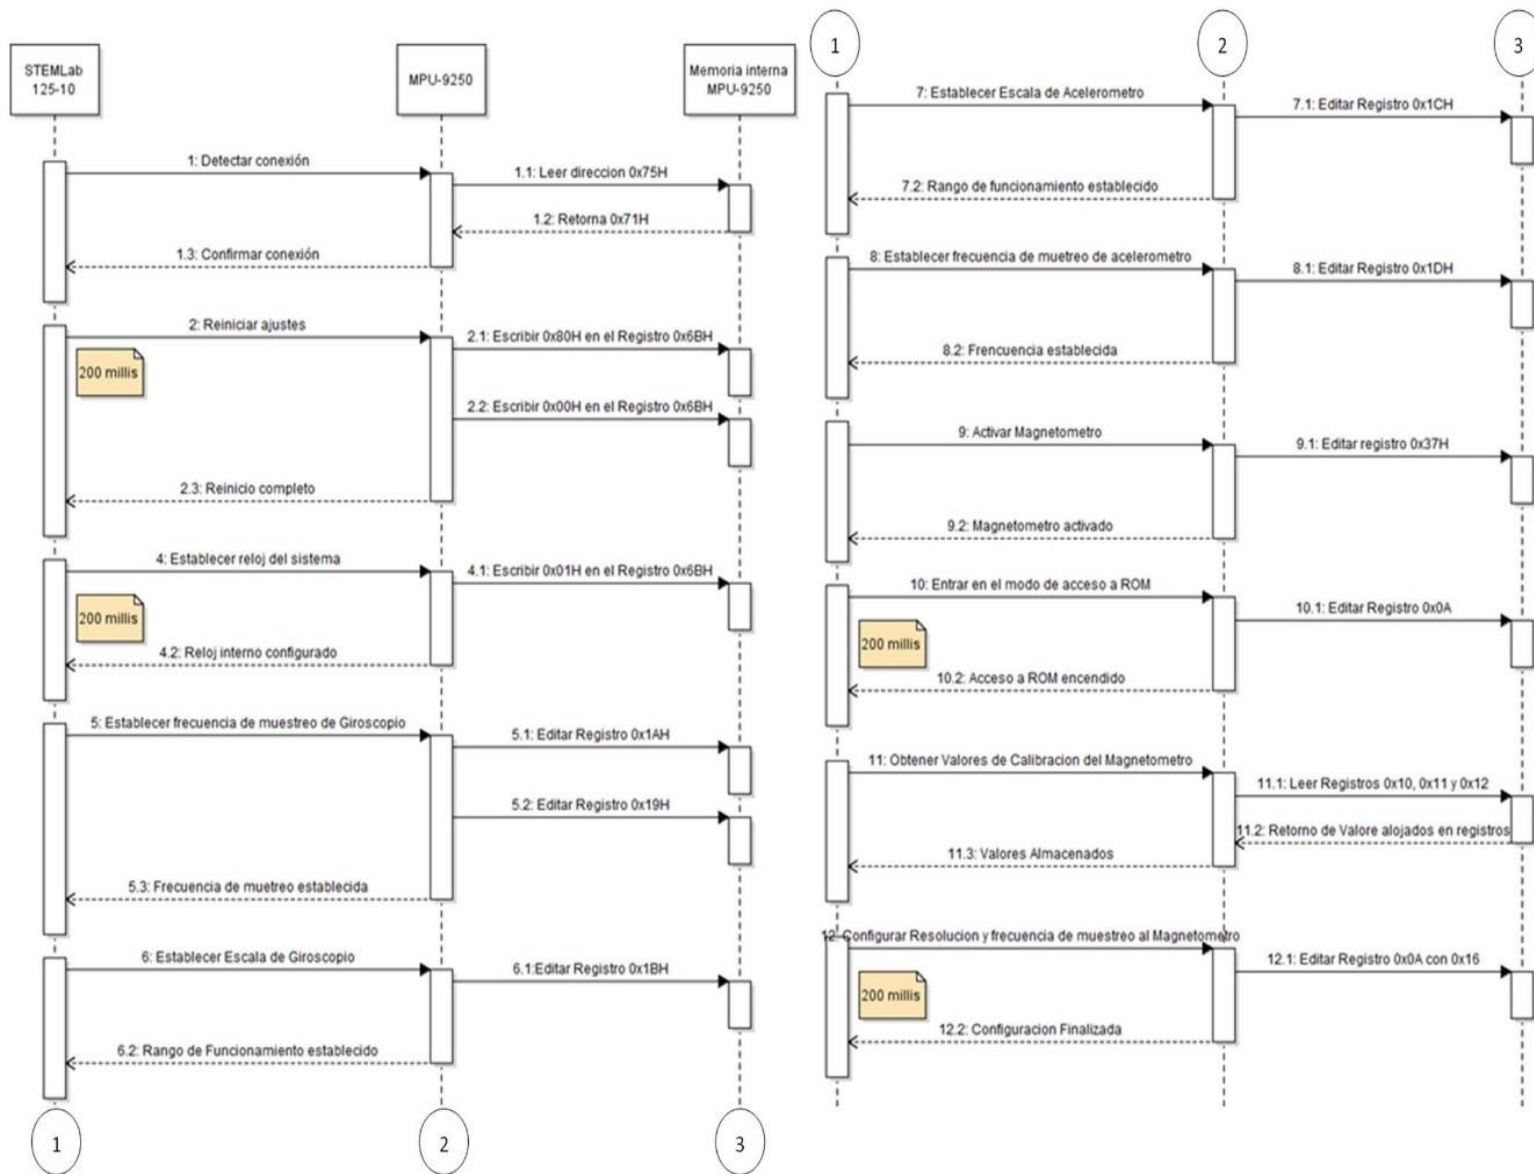 STEMLab
125-10
MPU-9250
Memoria interna
MPU-9250
1: Detectar conexión
1.1: Leer direccion 0x75H
1.2: Retorna 0x71H
1.3: Confirmar conexión
2: Reiniciar ajustes
200 millis
2.1: Escribir 0x80H en el Registro 0x6BH
2.2: Escribir 0x00H en el Registro 0x6BH
2.3: Reinicio completo
4: Establecer reloj del sistema
4.1: Escribir 0x01H en el Registro 0x6BH
200 millis
4.2: Reloj interno configurado
5: Establecer frecuencia de muestreo de Giroscopio
5.1: Editar Registro 0x1AH
5.2: Editar Registro 0x19H
5.3: Frecuencia de muetreo establecida
6: Establecer Escala de Giroscopio
6.1:Editar Registro 0x1BH
6.2: Rango de Funcionamiento establecido
1
2
3
1
2
3
7: Establecer Escala de Acelerometro
7.1: Editar Registro 0x1CH
7.2: Rango de funcionamiento establecido
8: Establecer frecuencia de muetreo de acelerometro
8.1: Editar Registro 0x1DH
8.2: Frencuencia establecida
9: Activar Magnetometro
9.1: Editar registro 0x37H
9.2: Magnetometro activado
10: Entrar en el modo de acceso a ROM
10.1: Editar Registro 0x0A
200 millis
10.2: Acceso a ROM encendido
11: Obtener Valores de Calibracion del Magnetometro
11.1: Leer Registros 0x10, 0x11 y 0x12
11.2: Retorno de Valore alojados en registros
11.3: Valores Almacenados
12: Configurar Resolucion y frecuencia de muestreo al Magnetometro
12.1: Editar Registro 0x0A con 0x16
200 millis
12.2: Configuracion Finalizada